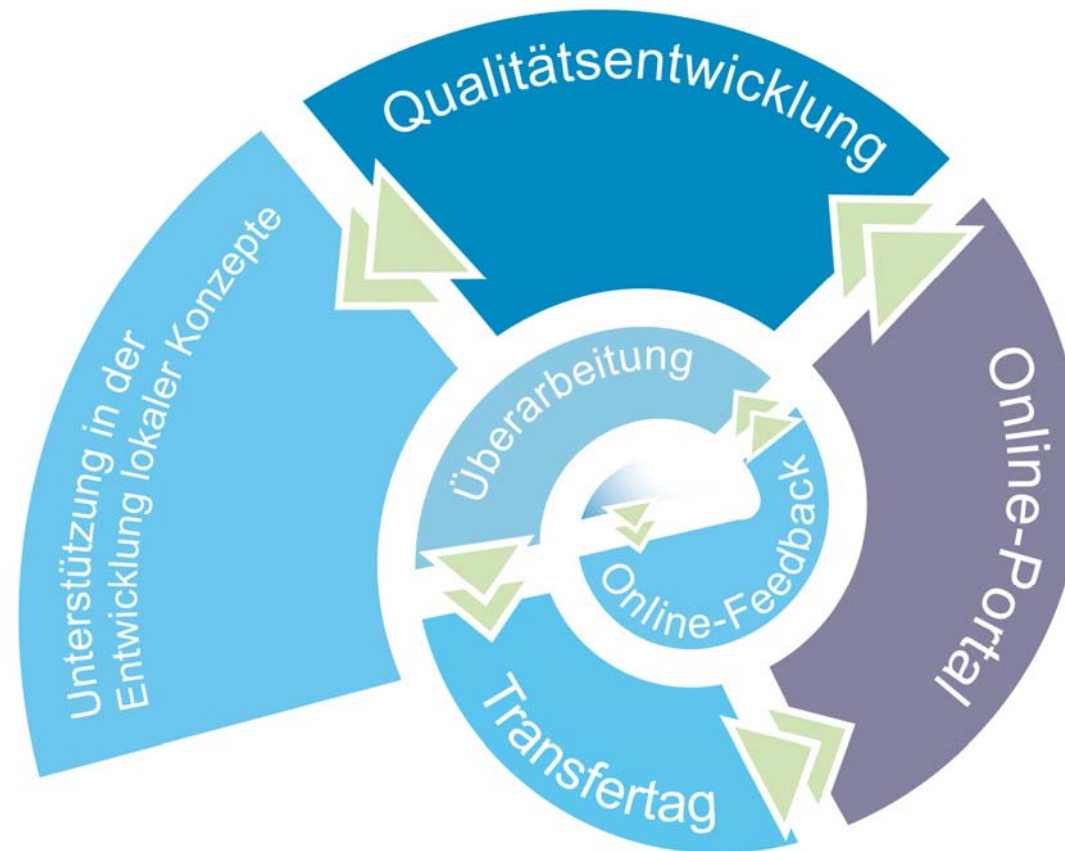 Qualitätsentwicklung
Unterstützung in der
Entwicklung lokaler Konzepte
Überarbeitung
Online-Feedback
Online-Portal
Transfertag